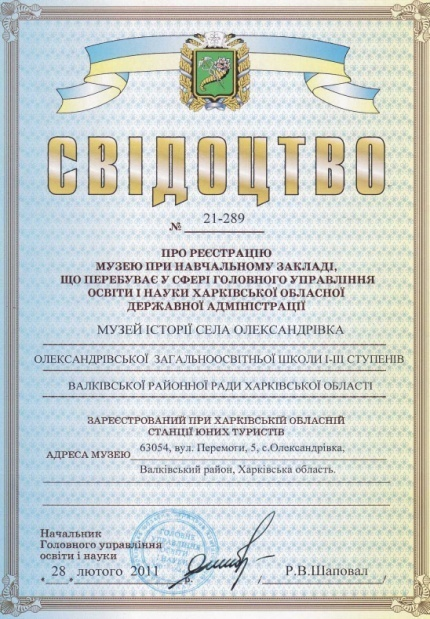 СВІДОЦТВО
№ 21-289
ПРО РЕЄСТРАЦІЮ
МУЗЕЮ ПРИ НАВЧАЛЬНОМУ ЗАКЛАДІ,
ЩО ПЕРЕБУВАЄ У СФЕРІ ГОЛОВНОГО УПРАВЛІННЯ
ОСВІТИ І НАУКИ ХАРКІВСЬКОЇ ОБЛАСНОЇ
ДЕРЖАВНОЇ АДМІНІСТРАЦІЇ
МУЗЕЙ ІСТОРІЇ СЕЛА ОЛЕКСАНДРІВКА
ОЛЕКСАНДРІВСЬКОЇ ЗАГАЛЬНООСВІТНЬОЇ ШКОЛИ І-ІІІ СТУПЕНІВ
ВАЛКІВСЬКОЇ РАЙОННОЇ РАДИ ХАРКІВСЬКОЇ ОБЛАСТІ
ЗАРЕЄСТРОВАНИЙ ПРИ ХАРКІВСЬКІЙ ОБЛАСНІЙ
СТАНЦІЇ ЮНИХ ТУРИСТІВ
АДРЕСА МУЗЕЮ 63054, вул. Перемоги, 5, с.Олександрівка,
Валківський район, Харківська область.
Начальник
Головного управління
освіти і науки
28 лютого 2011 р. / Р.В.Шаповал /